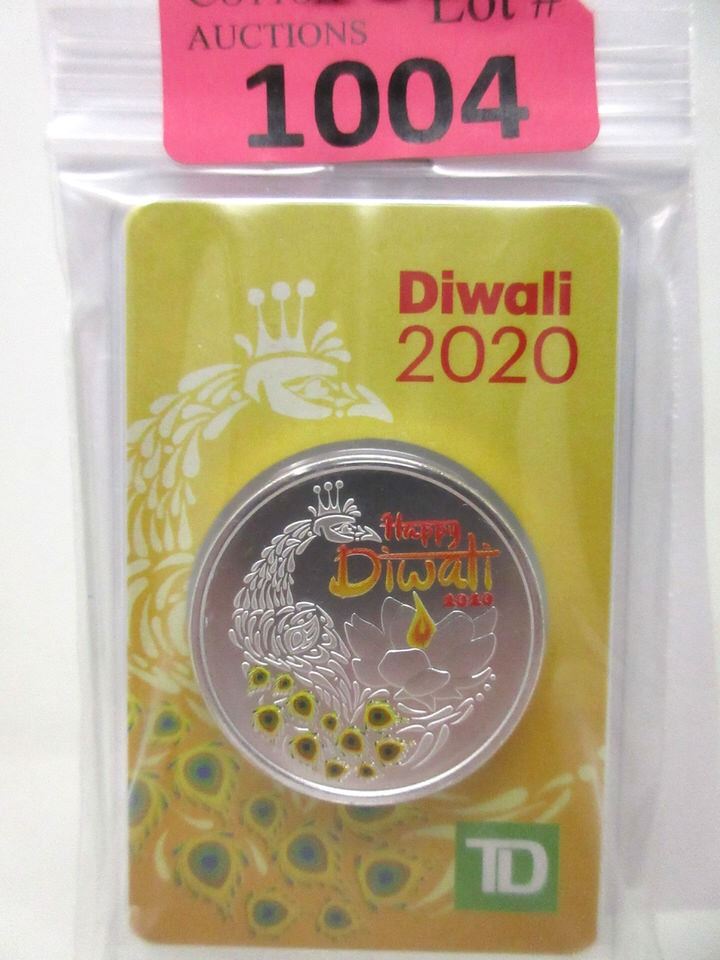 Lot #
AUCTIONS
1004
Diwali
2020
Happy
Diwali
2020
TD